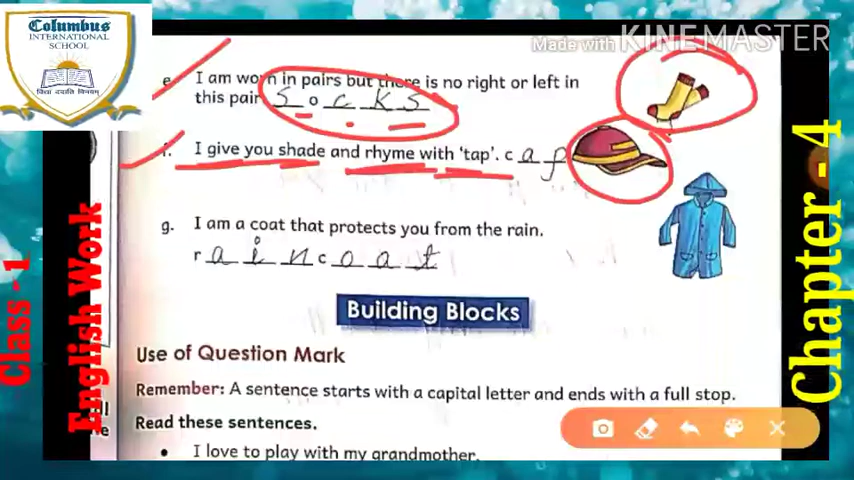 Columbus
INTERNATIONAL
SCHOOL
Made with KINEMASTER
e. I am worn in pairs but there is no right or left in
this pair s o c k s
f. I give you shade and rhyme with 'tap'. c a p
g. I am a coat that protects you from the rain.
r a i n c o a t
Building Blocks
Use of Question Mark
Remember: A sentence starts with a capital letter and ends with a full stop.
Read these sentences.
• I love to play with my grandmother.
Class - 1
English Work
Chapter - 4